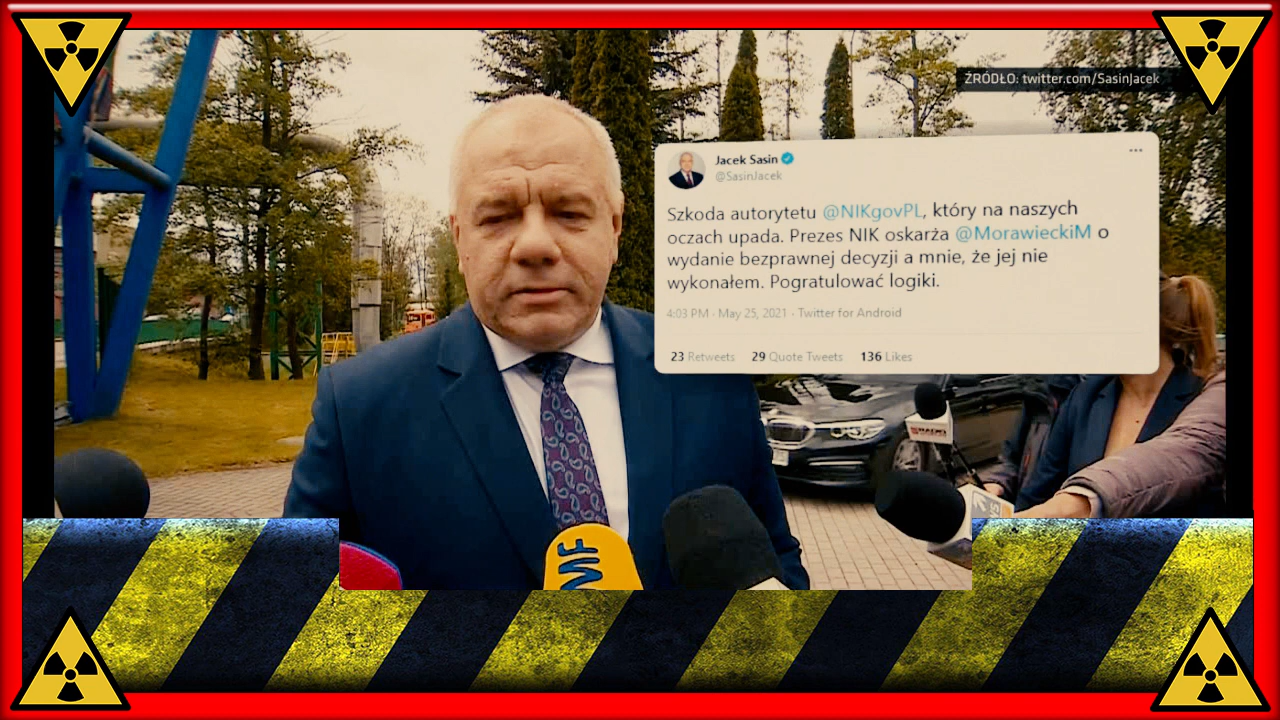 ŹRÓDŁO: twitter.com/SasinJacek
Jacek Sasin
@SasinJacek
Szkoda autorytetu @NIKgovPL, który na naszych
oczach upada. Prezes NIK oskarża @MorawieckiM o
wydanie bezprawnej decyzji a mnie, że jej nie
wykonałem. Pogratulować logiki.
4:03 PM · May 25, 2021 · Twitter for Android
23 Retweets 29 Quote Tweets 136 Likes